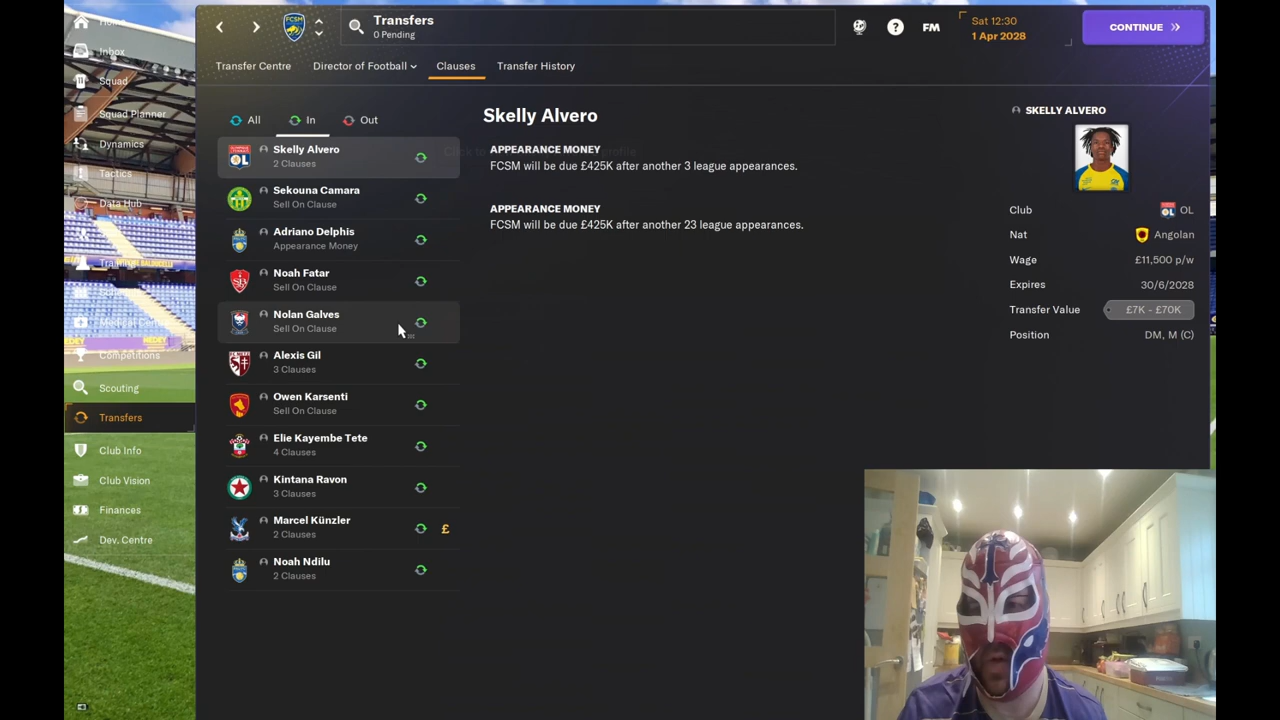 FCSM
Transfers
0 Pending
FM
Sat 12:30
1 Apr 2028
CONTINUE
Transfer Centre
Director of Football
Clauses
Transfer History
Home
Inbox
Squad
Squad Planner
Dynamics
Tactics
Data Hub
Competitions
Scouting
Transfers
Club Info
Club Vision
Finances
Dev. Centre
All
In
Out
Skelly Alvero
2 Clauses
Sekouna Camara
Sell On Clause
Adriano Delphis
Appearance Money
Noah Fatar
Sell On Clause
Nolan Galves
Sell On Clause
Alexis Gil
3 Clauses
Owen Karsenti
Sell On Clause
Elie Kayembe Tete
4 Clauses
Kintana Ravon
3 Clauses
Marcel Künzler
2 Clauses
£
Noah Ndilu
2 Clauses
Skelly Alvero
APPEARANCE MONEY
FCSM will be due £425K after another 3 league appearances.
APPEARANCE MONEY
FCSM will be due £425K after another 23 league appearances.
SKELLY ALVERO
Club OL
Nat Angolan
Wage £11,500 p/w
Expires 30/6/2028
Transfer Value £7K - £70K
Position DM, M (C)